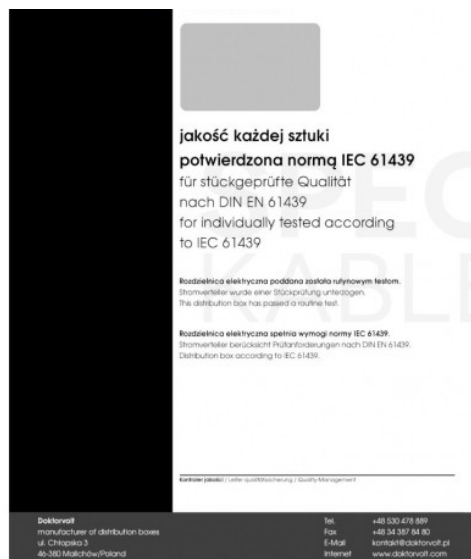 jakość każdej sztuki
potwierdzona normą IEC 61439
für stückgeprüfte Qualität
nach DIN EN 61439
for individually tested according
to IEC 61439
SPEC
KABLE
Rozdzielnica elektryczna poddana została rutynowym testom.
Stromverteiler wurde einer Stückprüfung unterzogen.
This distribution box has passed a routine test.
Rozdzielnica elektryczna spełnia wymogi normy IEC 61439.
Stromverteiler berücksicht Prüfanforderungen nach DIN EN 61439.
Distribution box according to IEC 61439.
Kontroler jakości / Leiter qualitätssicherung / Quality Management
Doktorvolt Tel. +48 530 478 889
manufacturer of distribution boxes Fax +48 34 387 84 80
ul. Chłopska 3 E-Mail kontakt@doktorvolt.pl
46-380 Malichów/Poland Internet www.doktorvolt.com